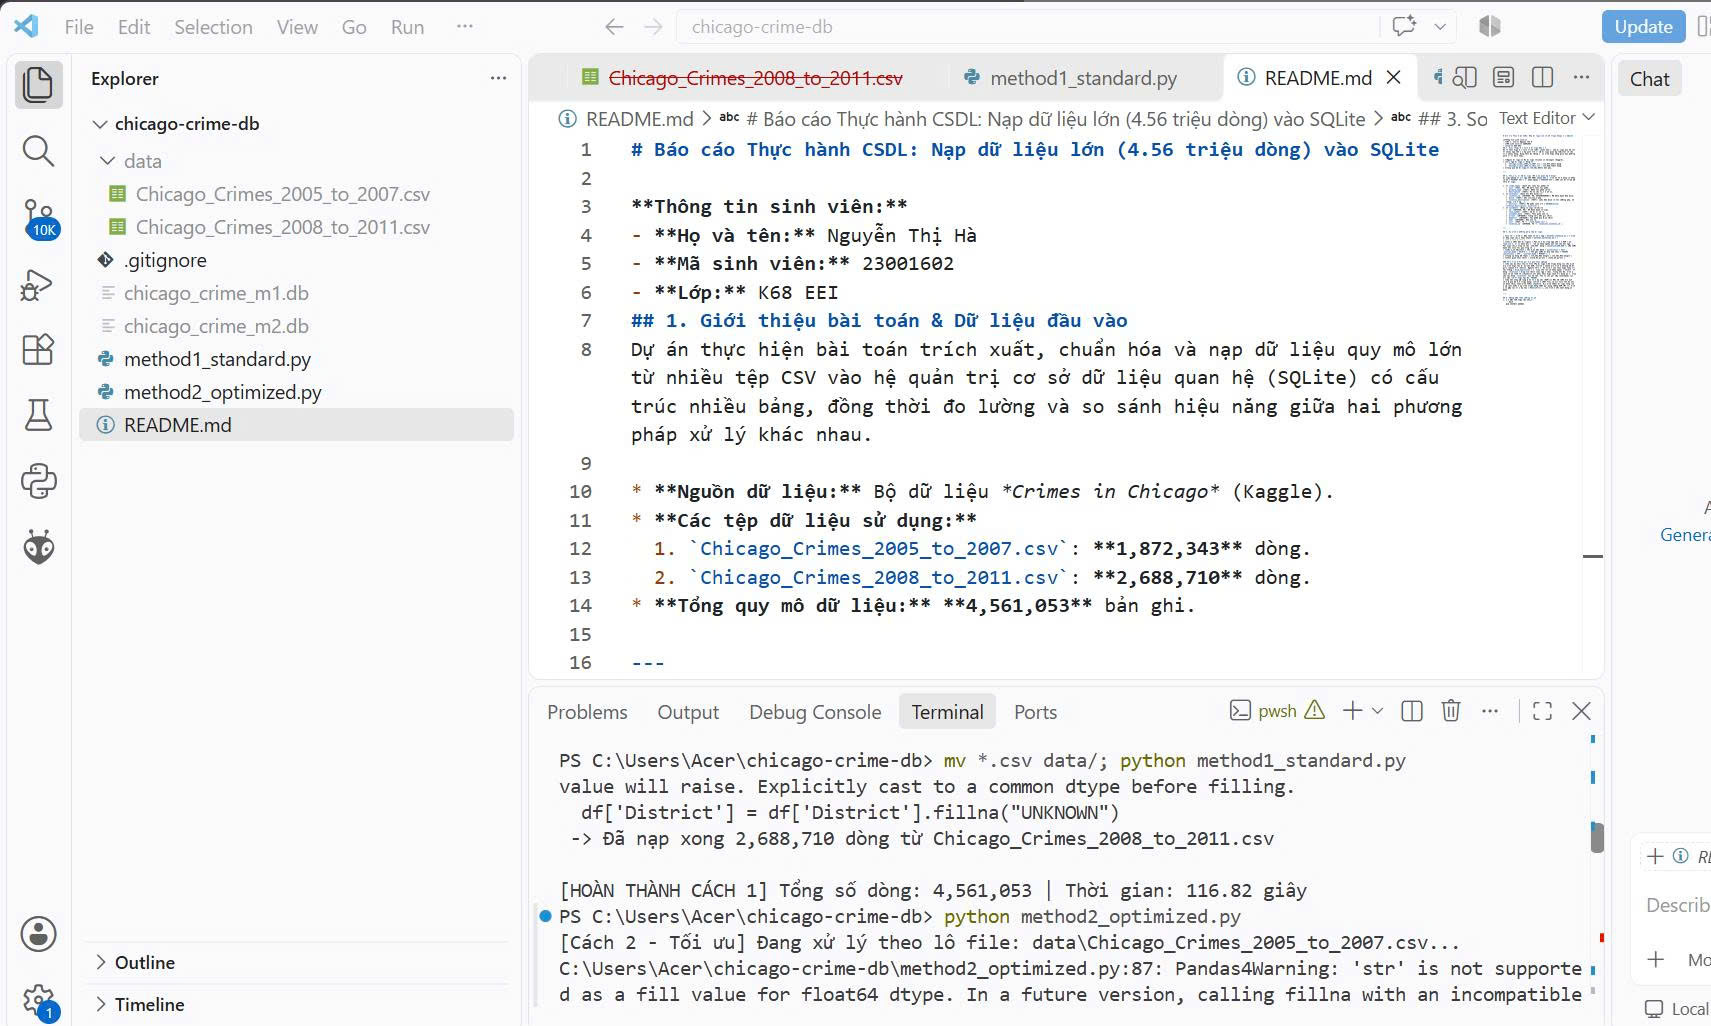 File Edit Selection View Go Run ...
chicago-crime-db
Update
Explorer
chicago-crime-db
data
Chicago_Crimes_2005_to_2007.csv
Chicago_Crimes_2008_to_2011.csv
.gitignore
chicago_crime_m1.db
chicago_crime_m2.db
method1_standard.py
method2_optimized.py
README.md
10K
Outline
Timeline
1
Chicago_Crimes_2008_to_2011.csv method1_standard.py README.md
README.md > abc # Báo cáo Thực hành CSDL: Nạp dữ liệu lớn (4.56 triệu dòng) vào SQLite > abc ## 3. So
Text Editor
1 # Báo cáo Thực hành CSDL: Nạp dữ liệu lớn (4.56 triệu dòng) vào SQLite
2
3 **Thông tin sinh viên:**
4 - **Họ và tên:** Nguyễn Thị Hà
5 - **Mã sinh viên:** 23001602
6 - **Lớp:** K68 EEI
7 ## 1. Giới thiệu bài toán & Dữ liệu đầu vào
8 Dự án thực hiện bài toán trích xuất, chuẩn hóa và nạp dữ liệu quy mô lớn
từ nhiều tệp CSV vào hệ quản trị cơ sở dữ liệu quan hệ (SQLite) có cấu
trúc nhiều bảng, đồng thời đo lường và so sánh hiệu năng giữa hai phương
pháp xử lý khác nhau.
9
10 * **Nguồn dữ liệu:** Bộ dữ liệu *Crimes in Chicago* (Kaggle).
11 * **Các tệp dữ liệu sử dụng:**
12 1. `Chicago_Crimes_2005_to_2007.csv`: **1,872,343** dòng.
13 2. `Chicago_Crimes_2008_to_2011.csv`: **2,688,710** dòng.
14 * **Tổng quy mô dữ liệu:** **4,561,053** bản ghi.
15
16 ---
Problems Output Debug Console Terminal Ports
pwsh
PS C:\Users\Acer\chicago-crime-db> mv *.csv data/; python method1_standard.py
value will raise. Explicitly cast to a common dtype before filling.
df['District'] = df['District'].fillna("UNKNOWN")
-> Đã nạp xong 2,688,710 dòng từ Chicago_Crimes_2008_to_2011.csv
[HOÀN THÀNH CÁCH 1] Tổng số dòng: 4,561,053 | Thời gian: 116.82 giây
PS C:\Users\Acer\chicago-crime-db> python method2_optimized.py
[Cách 2 - Tối ưu] Đang xử lý theo lô file: data\Chicago_Crimes_2005_to_2007.csv...
C:\Users\Acer\chicago-crime-db\method2_optimized.py:87: Pandas4Warning: 'str' is not supporte
d as a fill value for float64 dtype. In a future version, calling fillna with an incompatible
Chat
Genera
Describ
Local